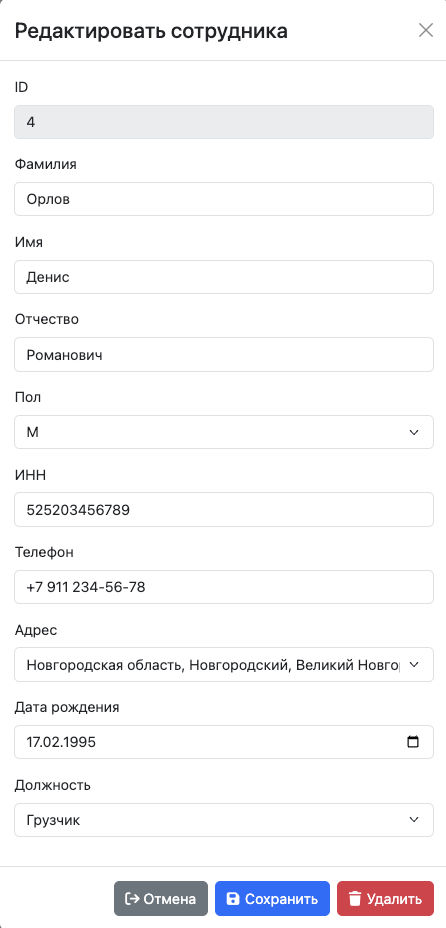 Редактировать сотрудника
ID
4
Фамилия
Орлов
Имя
Денис
Отчество
Романович
Пол
М
ИНН
525203456789
Телефон
+7 911 234-56-78
Адрес
Новгородская область, Новгородский, Великий Новго
Дата рождения
17.02.1995
Должность
Грузчик
Отмена Сохранить Удалить